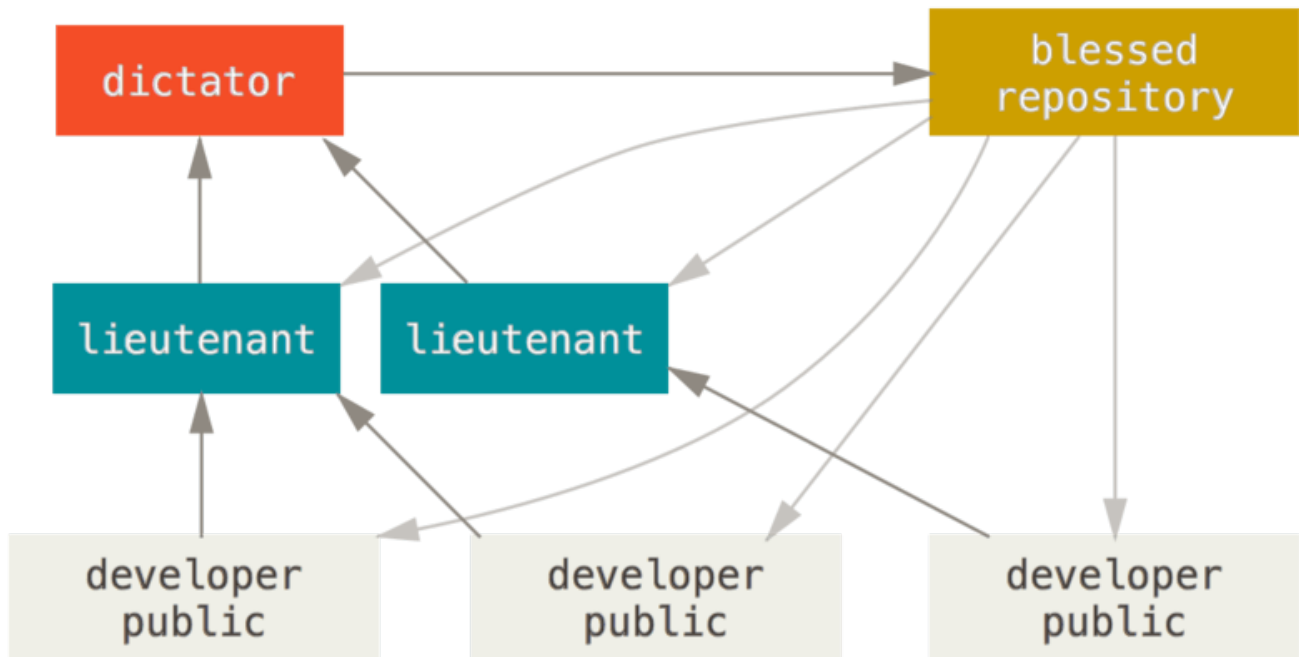 dictator
blessed
repository
lieutenant
lieutenant
developer
public
developer
public
developer
public